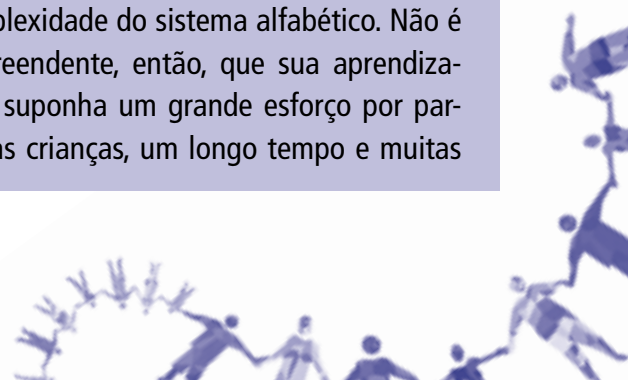 plexidade do sistema alfabético. Não é
reendente, então, que sua aprendiza-
suponha um grande esforço por par-
as crianças, um longo tempo e muitas